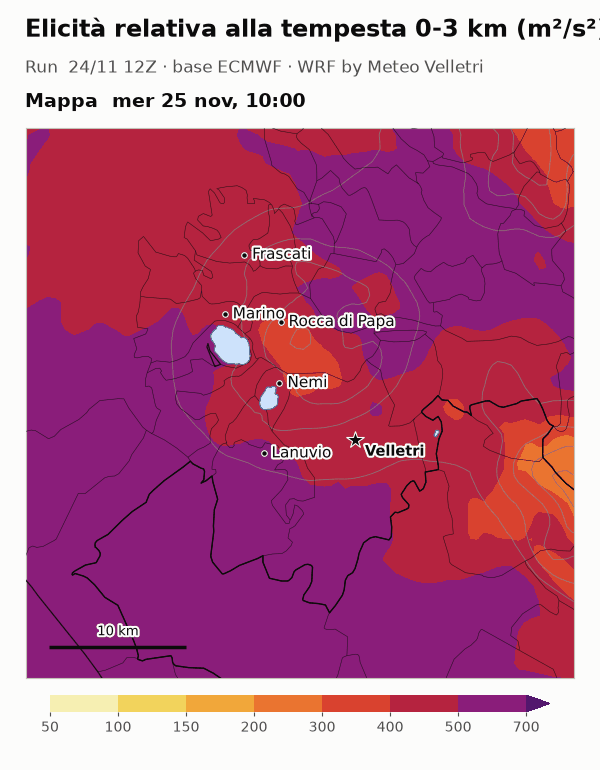 Elicità relativa alla tempesta 0-3 km (m²/s²)
Run  24/11 12Z · base ECMWF · WRF by Meteo Velletri
Mappa  mer 25 nov, 10:00
Frascati
Marino
Rocca di Papa
Nemi
Velletri
Lanuvio
10 km
50 100 150 200 300 400 500 700